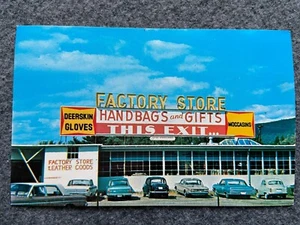 FACTORY STORE
DEERSKIN
GLOVES
HANDBAGS and GIFTS
MOCCASINS
THIS EXIT...
FACTORY STORE
LEATHER GOODS